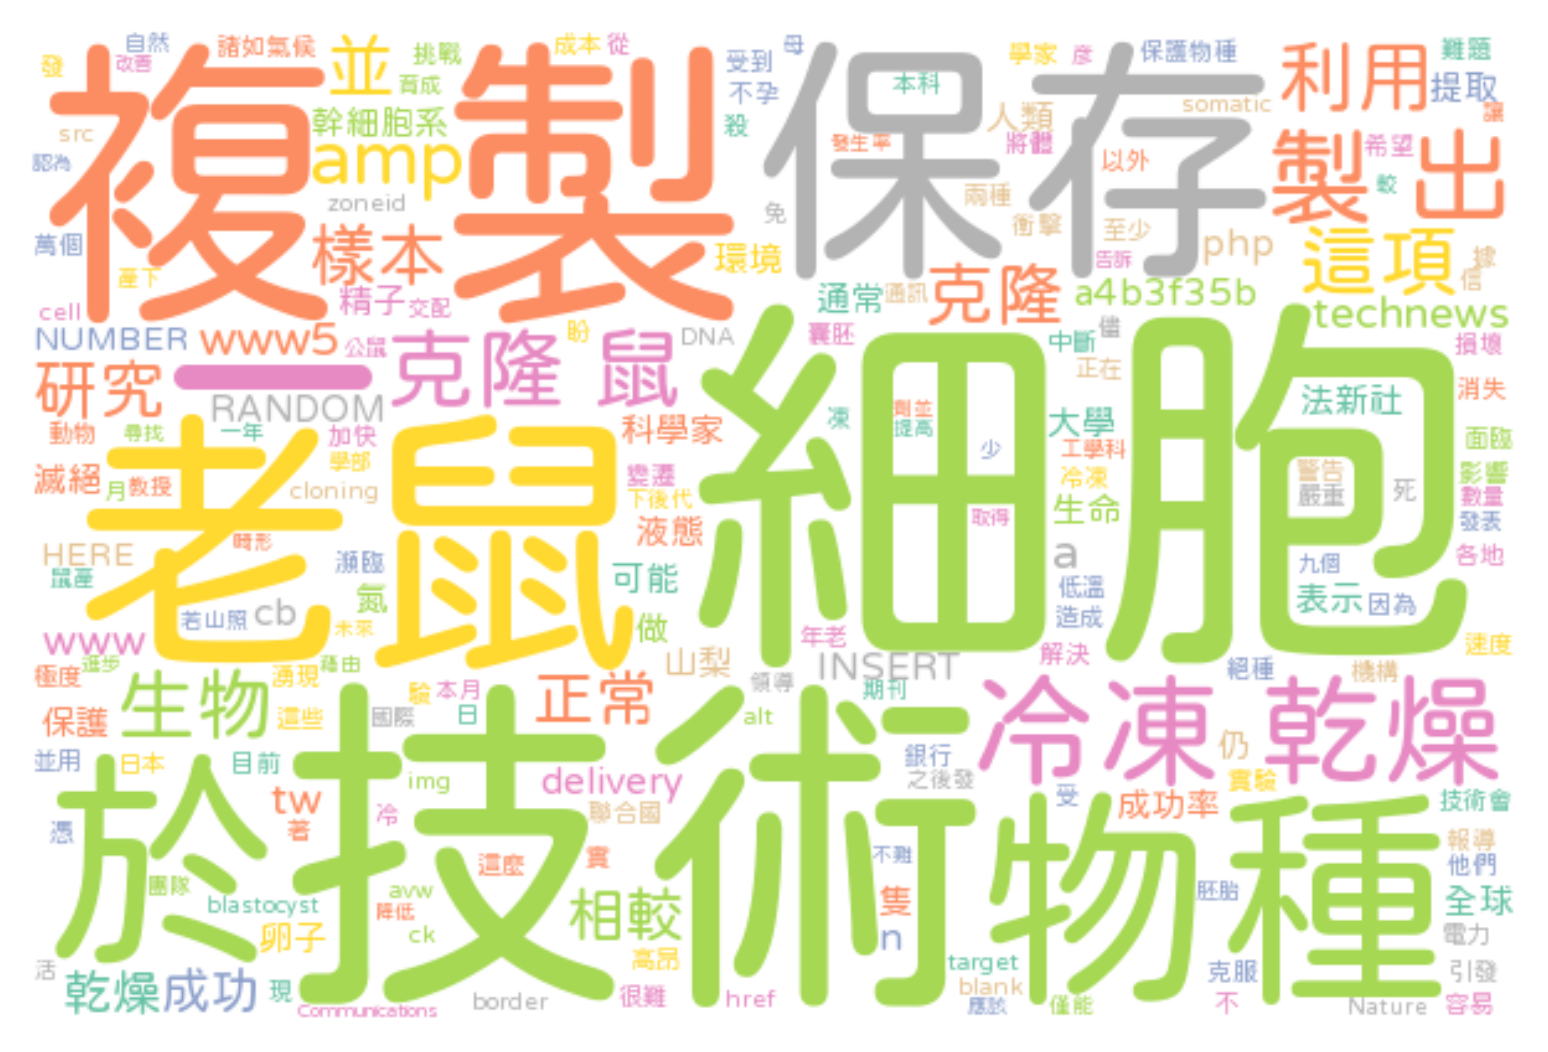 自然 諸如氣候 並 挑戰 成本 從 受到 母 學家 彥 保護物種 利用 難題
發 改善 育成 不孕 本科 人類 somatic 提取
複製 保存
src 幹細胞系 殺 發生率 將體 以外 製出 希望 讓
認為 amp 兩種 較
zoneid 免 衝擊 至少
萬個 樣本 環境 php 這項 據
產下 告訴 信
cell 精子 交配 通常 通訊 克隆 a4b3f35b technews
NUMBER www5 公鼠 克隆 鼠 盼 DNA 囊胚 中斷 儘 損壞
研究 一 正在
RANDOM 細胞 法新社 消失
動物 尋找 一年 加快 科學家 凍 劑並 提高 大學
老鼠 少 工學科 面臨
滅絕 月 教授 學部 變遷 冷凍 警告 影響
cloning 下後代 取得 生命 嚴重 死 數量
HERE 畸形 液態 a 發表
鼠產 瀕臨 可能 九個 各地
氮 低溫 表示 因為
若山照 cb 未來 做 造成
www 年老 速度
極度 進步 湧現 藉由 山梨 INSERT 解決 絕種 機構
生物 驗 本月 正常 領導 期刊
保護 這些 國際 日 alt 冷凍 乾燥
並用 日本 目前 img delivery 銀行 仍
技術 之後發 實驗
tw 冷 聯合國 受 成功率 技術會
於 著 物種
憑 這麼 實 不難 報導
團隊 avw 他們
blastocyst 降低 相較 隻 胚胎 全球
卵子 ck n 電力
活 高昂 target 克服 引發
乾燥 成功 現 border 很難 href blank
Communications 應該 僅能 不 Nature 容易